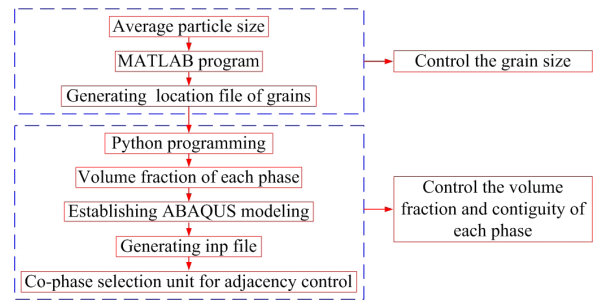 Average particle size
MATLAB program
Generating location file of grains
Control the grain size
Python programming
Volume fraction of each phase
Establishing ABAQUS modeling
Generating inp file
Co-phase selection unit for adjacency control
Control the volume
fraction and contiguity of
each phase